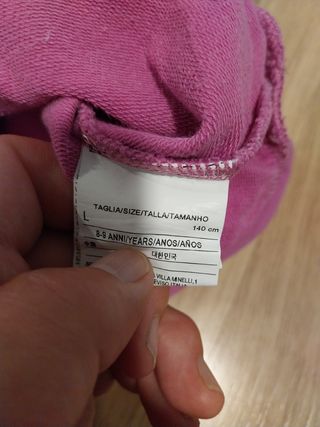 TAGLIA/SIZE/TALLA/TAMANHO
L
140 cm
8-9 ANNI/YEARS/ANOS/AÑOS
대한민국
VILLA MINELLI,1